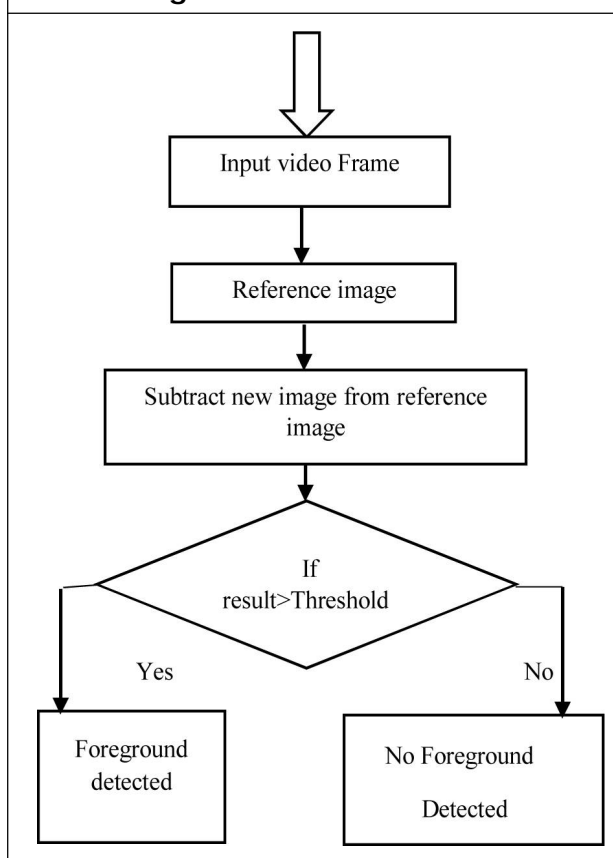 Input video Frame
Reference image
Subtract new image from reference
image
If
result>Threshold
Yes
No
Foreground
detected
No Foreground
Detected